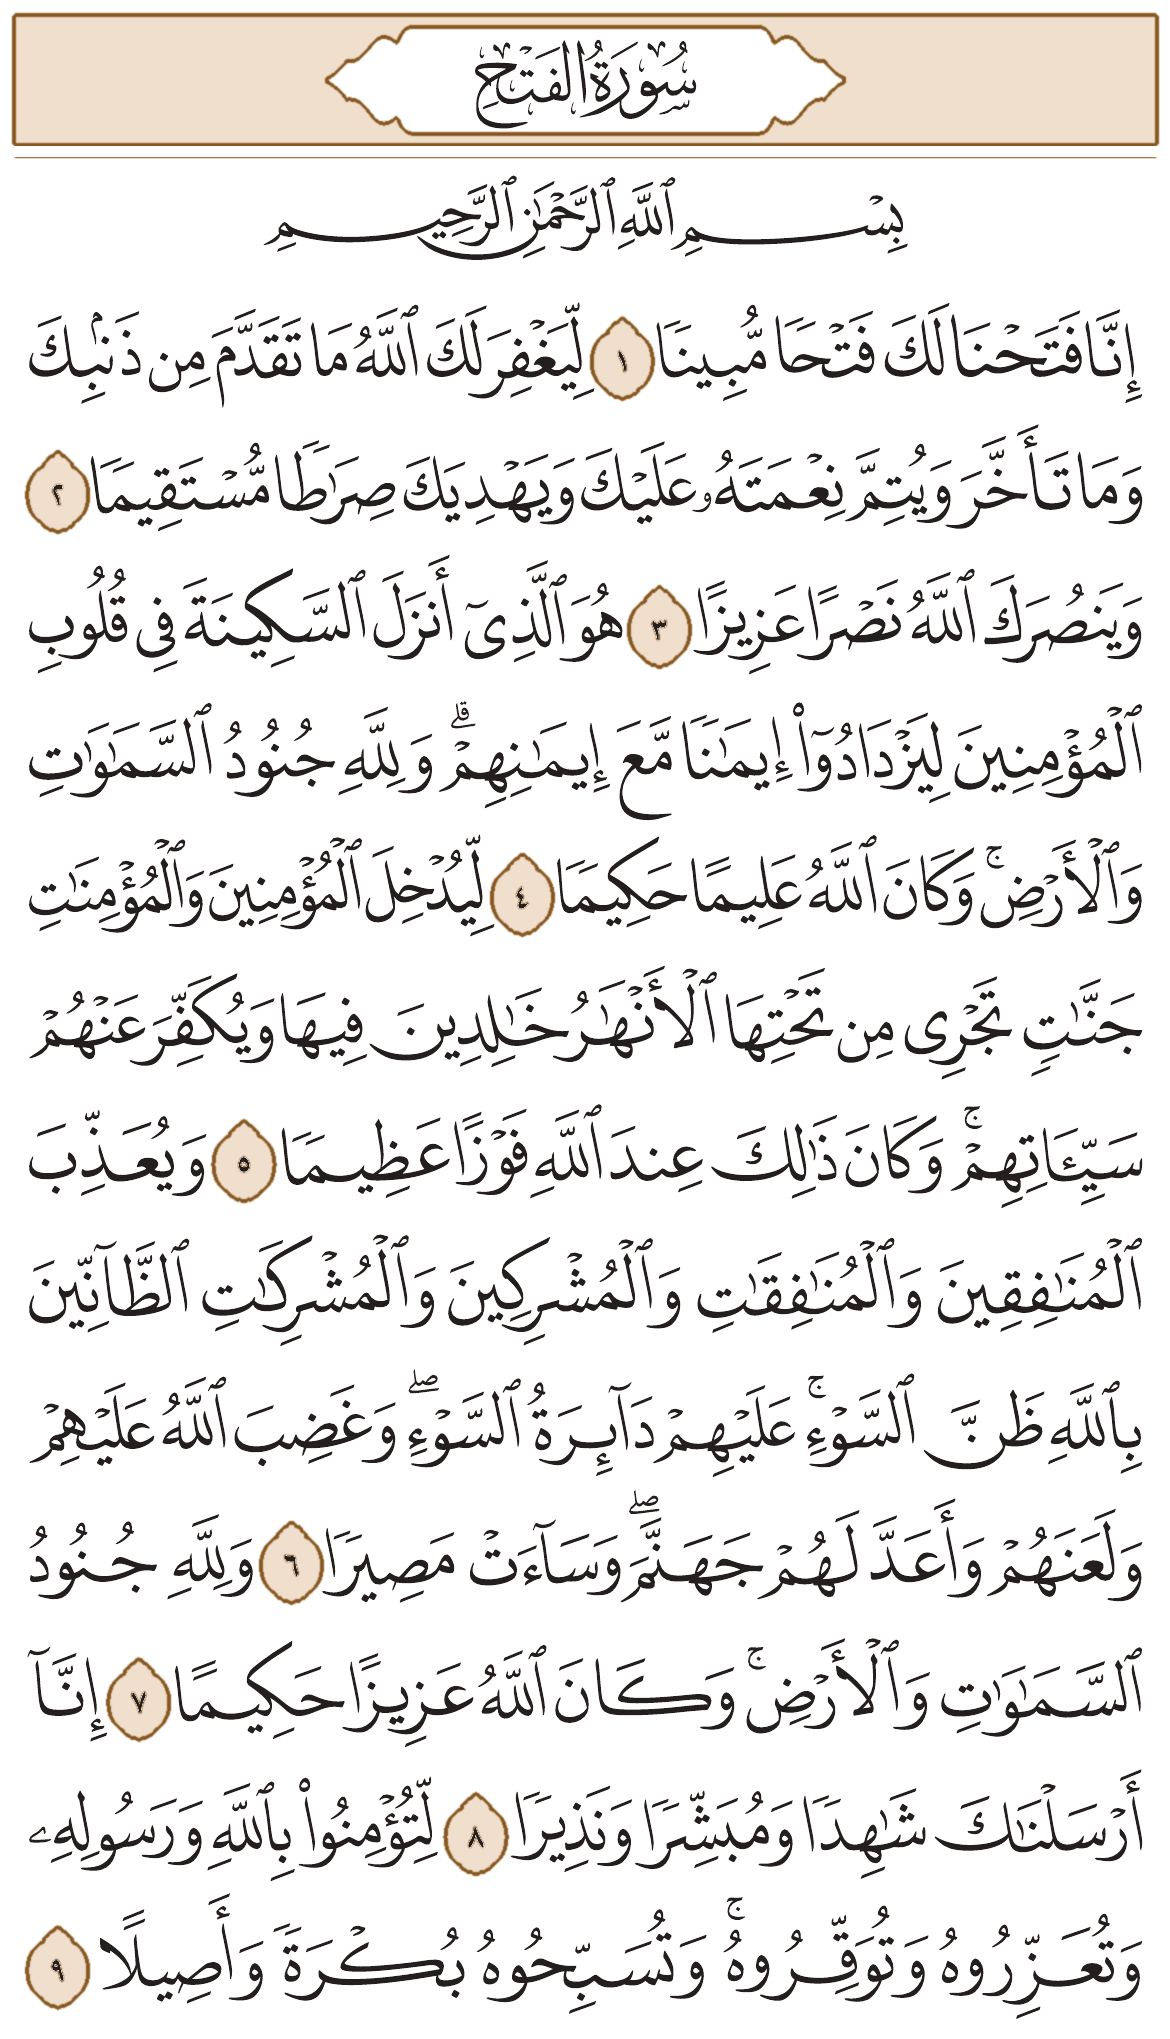 سُورَةُ الفَتْحِ
بِسْمِ ٱللَّهِ ٱلرَّحْمَٰنِ ٱلرَّحِيمِ
إِنَّا فَتَحْنَا لَكَ فَتْحًا مُّبِينًا ١ لِّيَغْفِرَ لَكَ ٱللَّهُ مَا تَقَدَّمَ مِن ذَنۢبِكَ
وَمَا تَأَخَّرَ وَيُتِمَّ نِعْمَتَهُۥ عَلَيْكَ وَيَهْدِيَكَ صِرَٰطًا مُّسْتَقِيمًا ٢
وَيَنصُرَكَ ٱللَّهُ نَصْرًا عَزِيزًا ٣ هُوَ ٱلَّذِىٓ أَنزَلَ ٱلسَّكِينَةَ فِى قُلُوبِ
ٱلْمُؤْمِنِينَ لِيَزْدَادُوٓا۟ إِيمَٰنًا مَّعَ إِيمَٰنِهِمْ ۗ وَلِلَّهِ جُنُودُ ٱلسَّمَٰوَٰتِ
وَٱلْأَرْضِ ۚ وَكَانَ ٱللَّهُ عَلِيمًا حَكِيمًا ٤ لِّيُدْخِلَ ٱلْمُؤْمِنِينَ وَٱلْمُؤْمِنَٰتِ
جَنَّٰتٍ تَجْرِى مِن تَحْتِهَا ٱلْأَنْهَٰرُ خَٰلِدِينَ فِيهَا وَيُكَفِّرَ عَنْهُمْ
سَيِّـَٔاتِهِمْ ۚ وَكَانَ ذَٰلِكَ عِندَ ٱللَّهِ فَوْزًا عَظِيمًا ٥ وَيُعَذِّبَ
ٱلْمُنَٰفِقِينَ وَٱلْمُنَٰفِقَٰتِ وَٱلْمُشْرِكِينَ وَٱلْمُشْرِكَٰتِ ٱلظَّآنِّينَ
بِٱللَّهِ ظَنَّ ٱلسَّوْءِ ۚ عَلَيْهِمْ دَآئِرَةُ ٱلسَّوْءِ ۖ وَغَضِبَ ٱللَّهُ عَلَيْهِمْ
وَلَعَنَهُمْ وَأَعَدَّ لَهُمْ جَهَنَّمَ ۖ وَسَآءَتْ مَصِيرًا ٦ وَلِلَّهِ جُنُودُ
ٱلسَّمَٰوَٰتِ وَٱلْأَرْضِ ۚ وَكَانَ ٱللَّهُ عَزِيزًا حَكِيمًا ٧ إِنَّآ
أَرْسَلْنَٰكَ شَٰهِدًا وَمُبَشِّرًا وَنَذِيرًا ٨ لِّتُؤْمِنُوا۟ بِٱللَّهِ وَرَسُولِهِۦ
وَتُعَزِّرُوهُ وَتُوَقِّرُوهُ ۚ وَتُسَبِّحُوهُ بُكْرَةً وَأَصِيلًا ٩